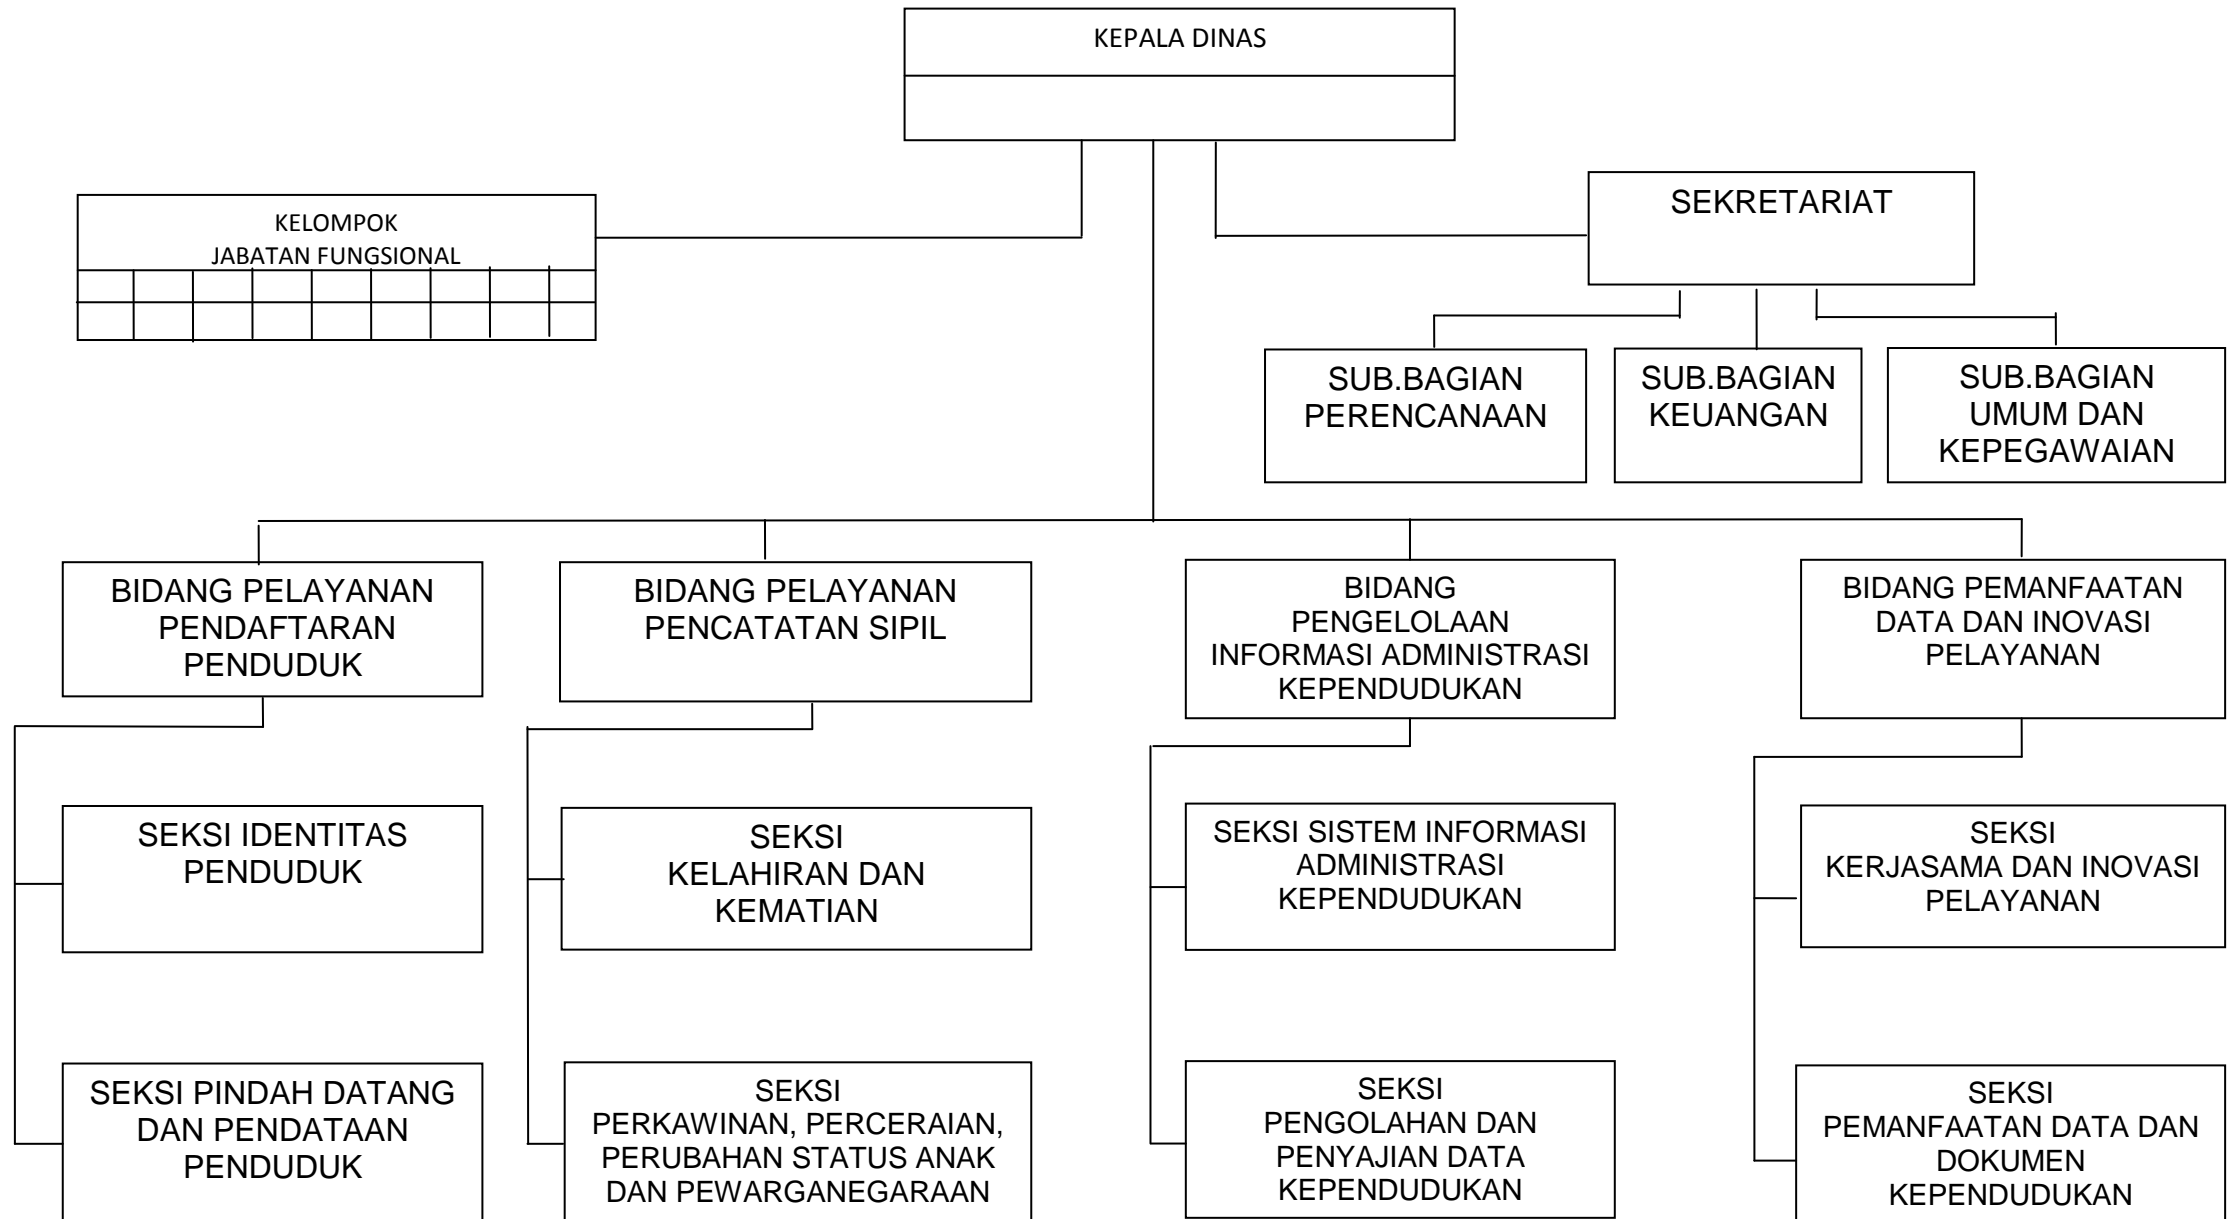 KEPALA DINAS
KELOMPOK
JABATAN FUNGSIONAL
SEKRETARIAT
SUB.BAGIAN
PERENCANAAN
SUB.BAGIAN
KEUANGAN
SUB.BAGIAN
UMUM DAN
KEPEGAWAIAN
BIDANG PELAYANAN
PENDAFTARAN
PENDUDUK
BIDANG PELAYANAN
PENCATATAN SIPIL
BIDANG
PENGELOLAAN
INFORMASI ADMINISTRASI
KEPENDUDUKAN
BIDANG PEMANFAATAN
DATA DAN INOVASI
PELAYANAN
SEKSI IDENTITAS
PENDUDUK
SEKSI
KELAHIRAN DAN
KEMATIAN
SEKSI SISTEM INFORMASI
ADMINISTRASI
KEPENDUDUKAN
SEKSI
KERJASAMA DAN INOVASI
PELAYANAN
SEKSI PINDAH DATANG
DAN PENDATAAN
PENDUDUK
SEKSI
PERKAWINAN, PERCERAIAN,
PERUBAHAN STATUS ANAK
DAN PEWARGANEGARAAN
SEKSI
PENGOLAHAN DAN
PENYAJIAN DATA
KEPENDUDUKAN
SEKSI
PEMANFAATAN DATA DAN
DOKUMEN
KEPENDUDUKAN